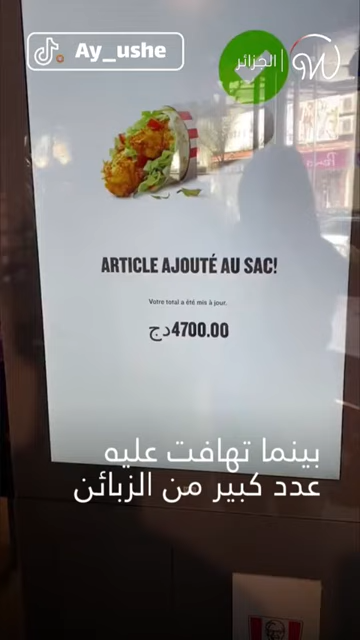 Ay_ushe
الجزائر
ARTICLE AJOUTÉ AU SAC!
Votre total a été mis à jour.
4700.00دج
بينما تهافت عليه
عدد كبير من الزبائن